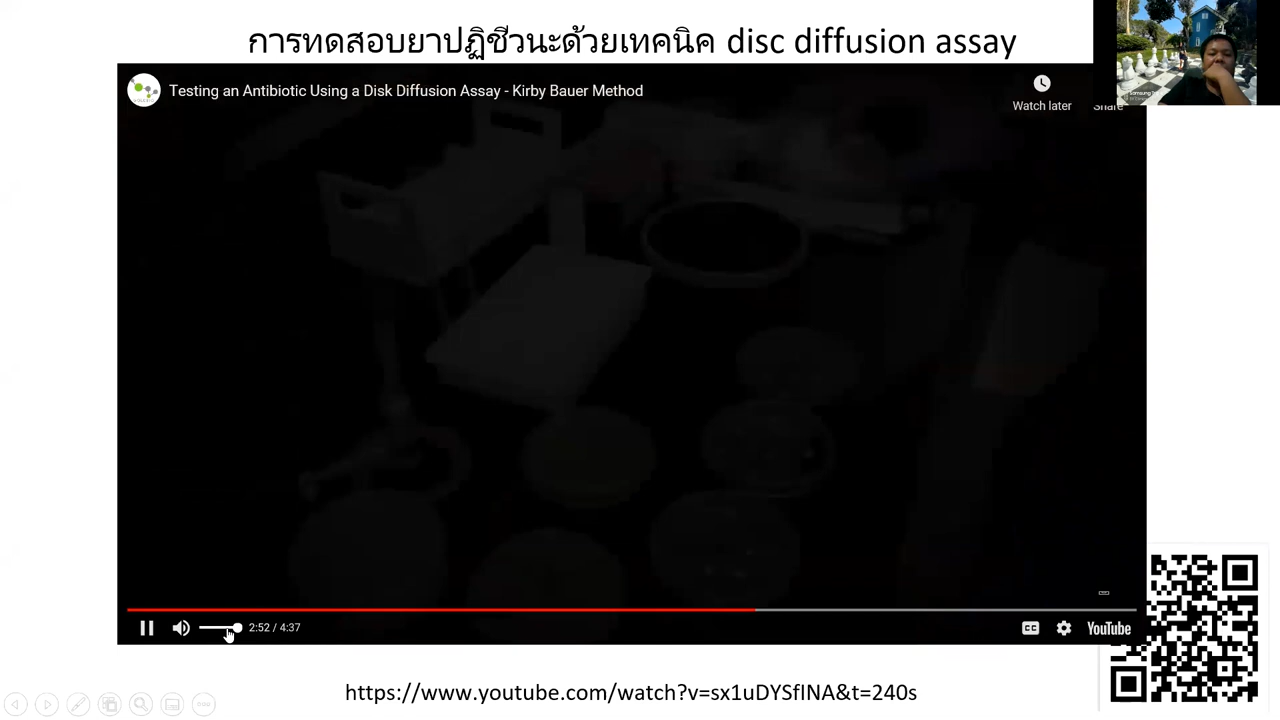 การทดสอบยาปฏิชีวนะด้วยเทคนิค disc diffusion assay
Testing an Antibiotic Using a Disk Diffusion Assay - Kirby Bauer Method
Watch later
Share
2:52 / 4:37
CC
YouTube
https://www.youtube.com/watch?v=sx1uDYSfINA&t=240s